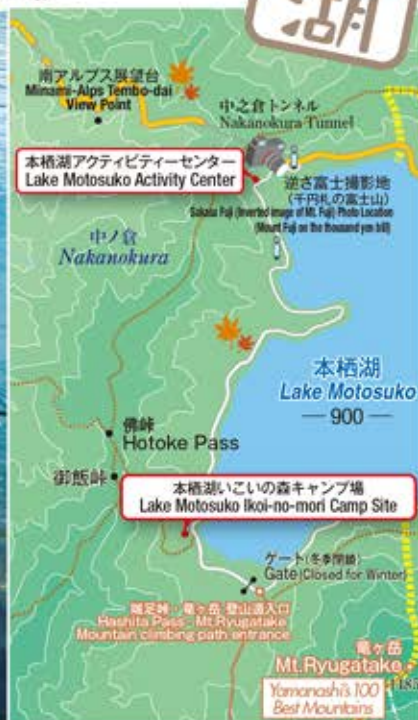 湖
南アルプス展望台
Minami-Alps Tembo-dai
View Point
中之倉トンネル
Nakanokura Tunnel
本栖湖アクティビティーセンター
Lake Motosuko Activity Center
逆さ富士撮影地
(千円札の富士山)
Sakasa Fuji (Inverted image of Mt. Fuji) Photo Location
(Mount Fuji on the thousand yen bill)
中ノ倉
Nakanokura
本栖湖
Lake Motosuko
900
佛峠
Hotoke Pass
御飯峠
本栖湖いこいの森キャンプ場
Lake Motosuko Ikoi-no-mori Camp Site
ゲート(冬季閉鎖)
Gate (Closed for Winter)
端足峠・竜ヶ岳 登山道入口
Hashita Pass・Mt.Ryugatake
Mountain climbing path entrance
竜ヶ岳
Mt.Ryugatake
Yamanashi's 100
Best Mountains